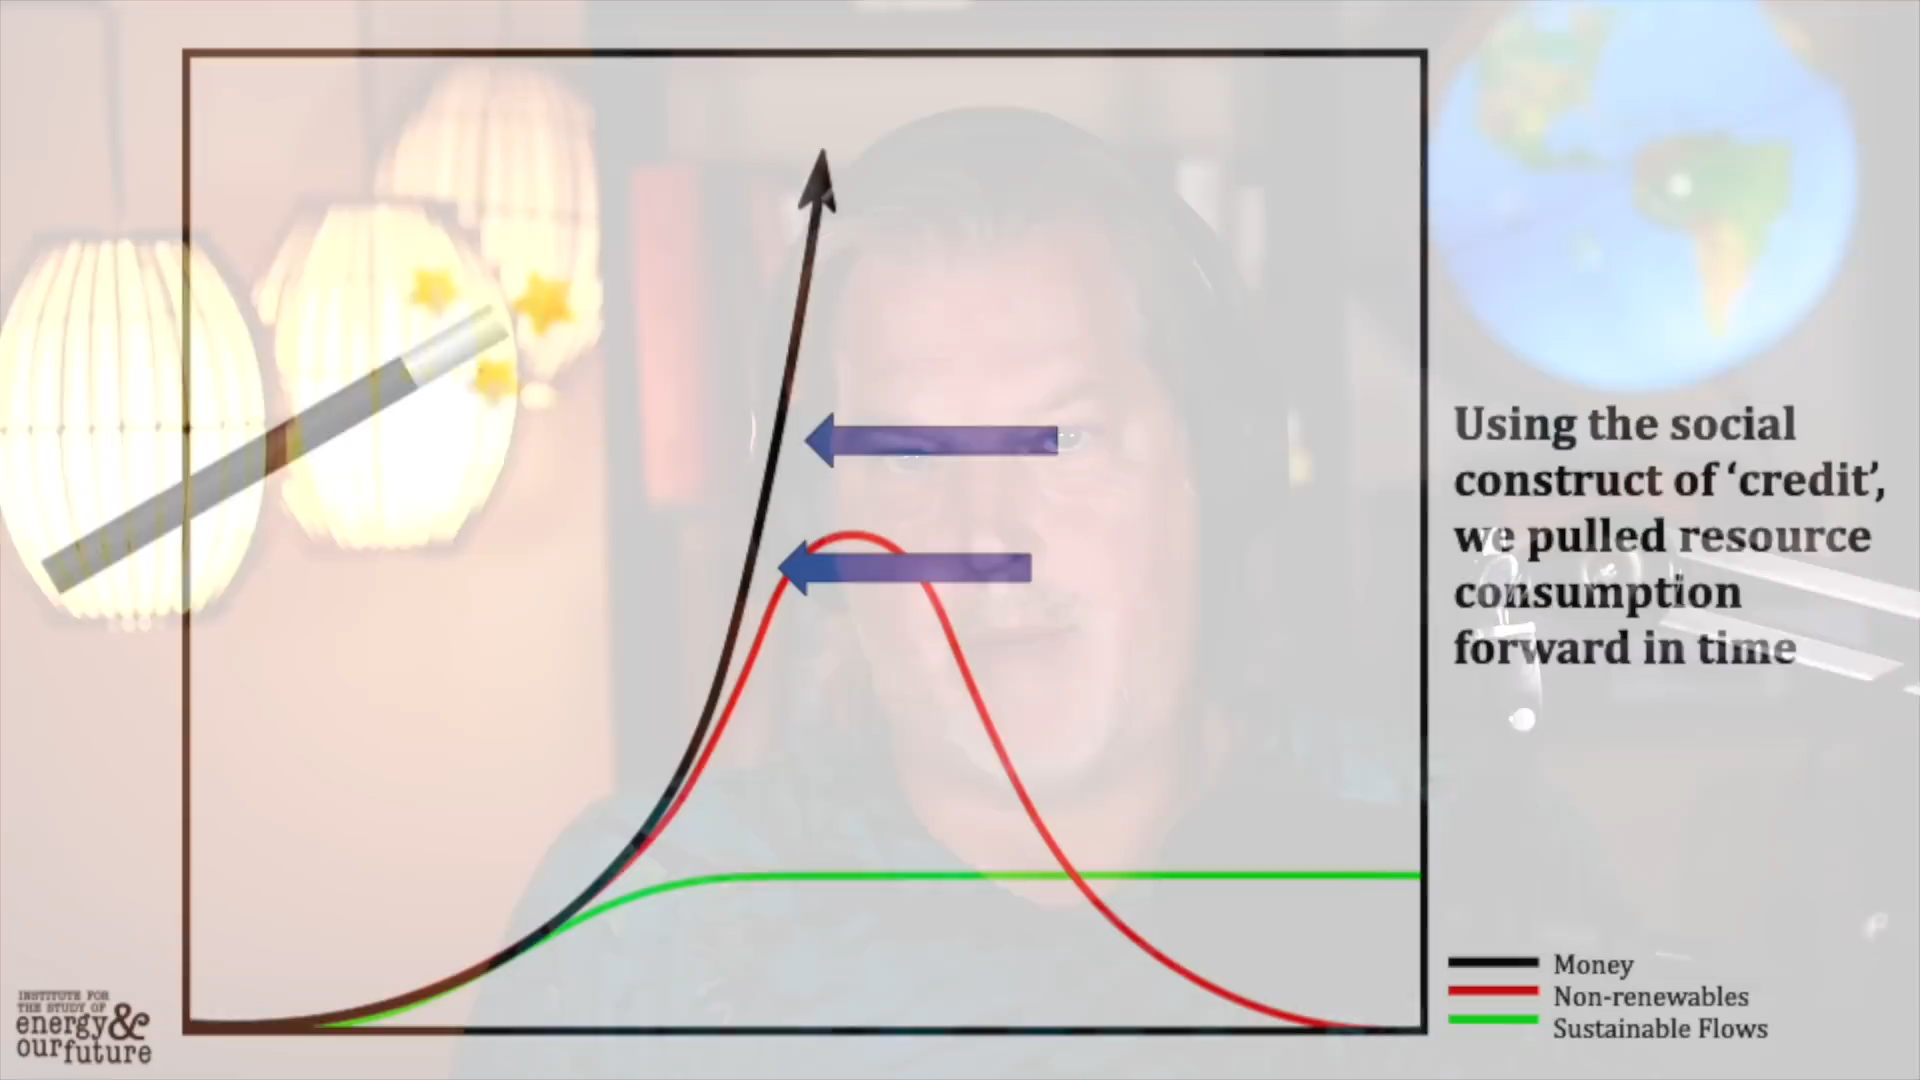 Using the social
construct of ‘credit’,
we pulled resource
consumption
forward in time
Money
Non-renewables
Sustainable Flows
INSTITUTE FOR
THE STUDY OF
energy &
our future